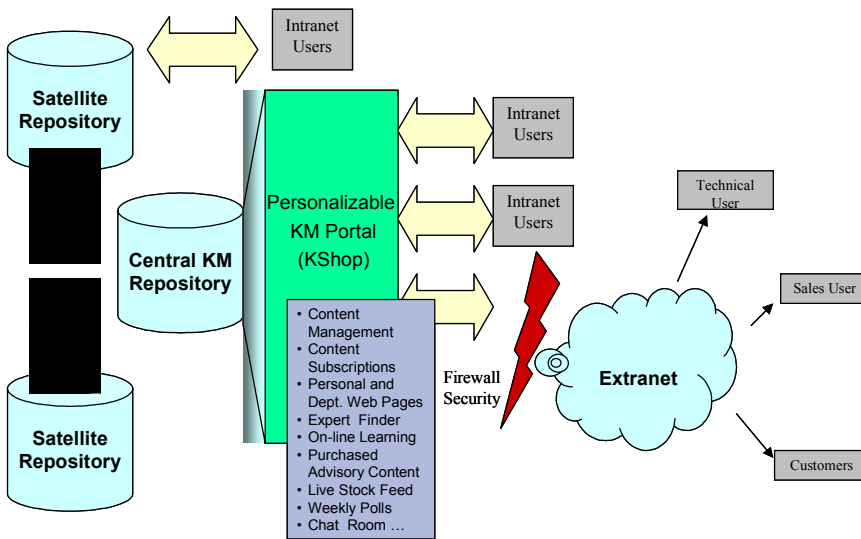 Intranet
Users
Satellite
Repository
Intranet
Users
Technical
User
Personalizable
KM Portal
(KShop)
Intranet
Users
Central KM
Repository
Sales User
• Content
Management
• Content
Subscriptions
• Personal and
Dept. Web Pages
• Expert Finder
• On-line Learning
• Purchased
Advisory Content
• Live Stock Feed
• Weekly Polls
• Chat Room ...
Firewall
Security
Extranet
Satellite
Repository
Customers